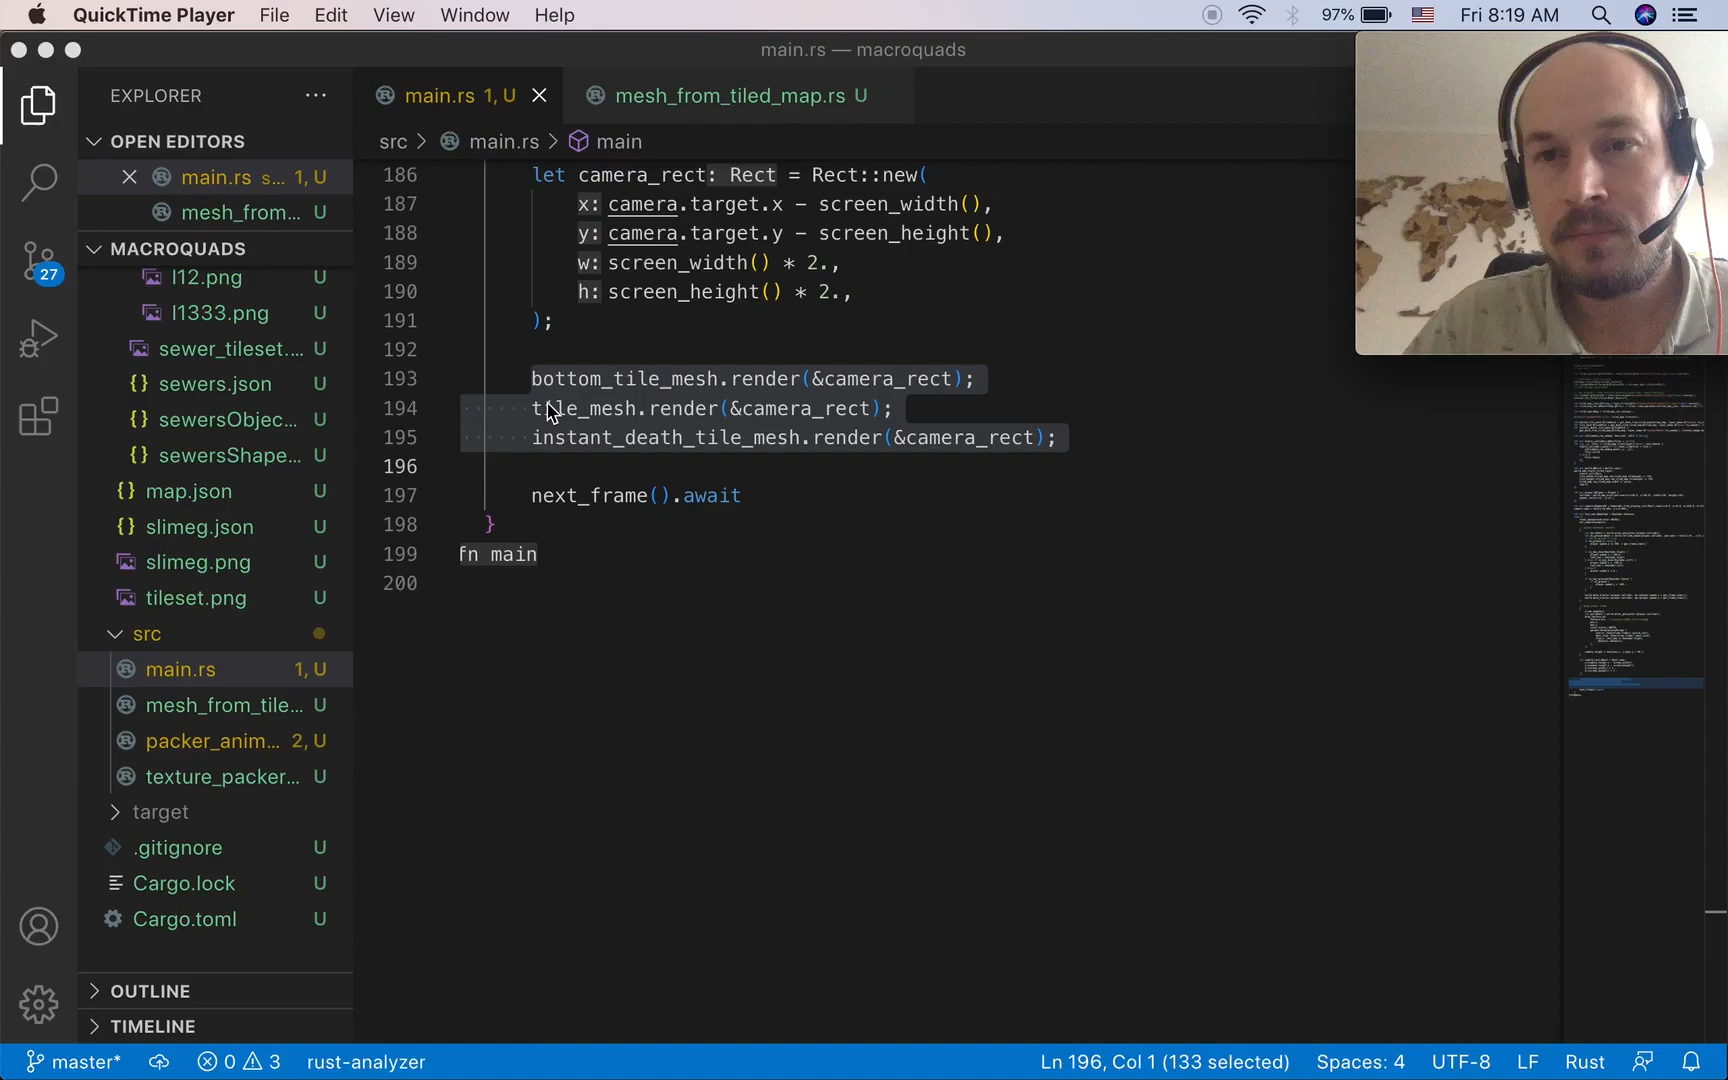 QuickTime Player File Edit View Window Help 97% Fri 8:19 AM
main.rs — macroquads
EXPLORER
main.rs 1, U
mesh_from_tiled_map.rs U
OPEN EDITORS
src > main.rs > main
main.rs s... 1, U
mesh_from... U
MACROQUADS
l12.png U
l1333.png U
sewer_tileset.... U
{} sewers.json U
{} sewersObjec... U
{} sewersShape... U
{} map.json U
{} slimeg.json U
slimeg.png U
tileset.png U
src
main.rs 1, U
mesh_from_tile... U
packer_anim... 2, U
texture_packer... U
target
.gitignore U
Cargo.lock U
Cargo.toml U
OUTLINE
TIMELINE
27
186 let camera_rect: Rect = Rect::new(
187 x: camera.target.x - screen_width(),
188 y: camera.target.y - screen_height(),
189 w: screen_width() * 2.,
190 h: screen_height() * 2.,
191 );
192
193 bottom_tile_mesh.render(&camera_rect);
194 tile_mesh.render(&camera_rect);
195 instant_death_tile_mesh.render(&camera_rect);
196
197 next_frame().await
198 }
199 fn main
200
master* 0 3 rust-analyzer Ln 196, Col 1 (133 selected) Spaces: 4 UTF-8 LF Rust